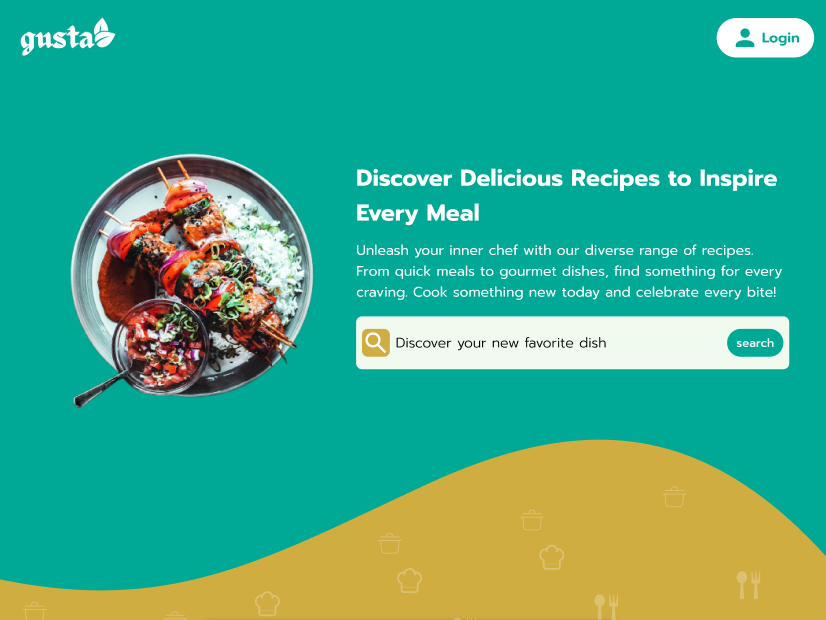 gusta
Login
Discover Delicious Recipes to Inspire
Every Meal
Unleash your inner chef with our diverse range of recipes.
From quick meals to gourmet dishes, find something for every
craving. Cook something new today and celebrate every bite!
Discover your new favorite dish
search